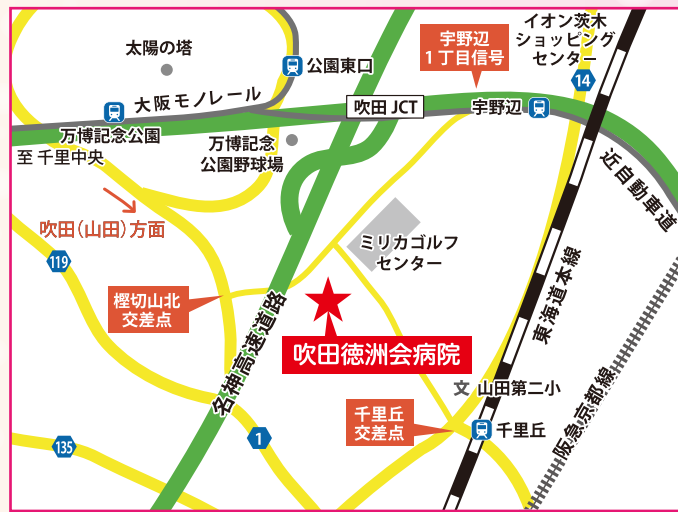 イオン茨木
ショッピング
センター
14
宇野辺
1丁目信号
太陽の塔
公園東口
大阪モノレール
吹田JCT
宇野辺
万博記念公園
至 千里中央
万博記念
公園野球場
近自動車道
吹田(山田)方面
ミリカゴルフ
センター
119
東海道本線
樫切山北
交差点
名神高速道路
吹田徳洲会病院
文 山田第二小
阪急京都線
千里丘
交差点
千里丘
1
135